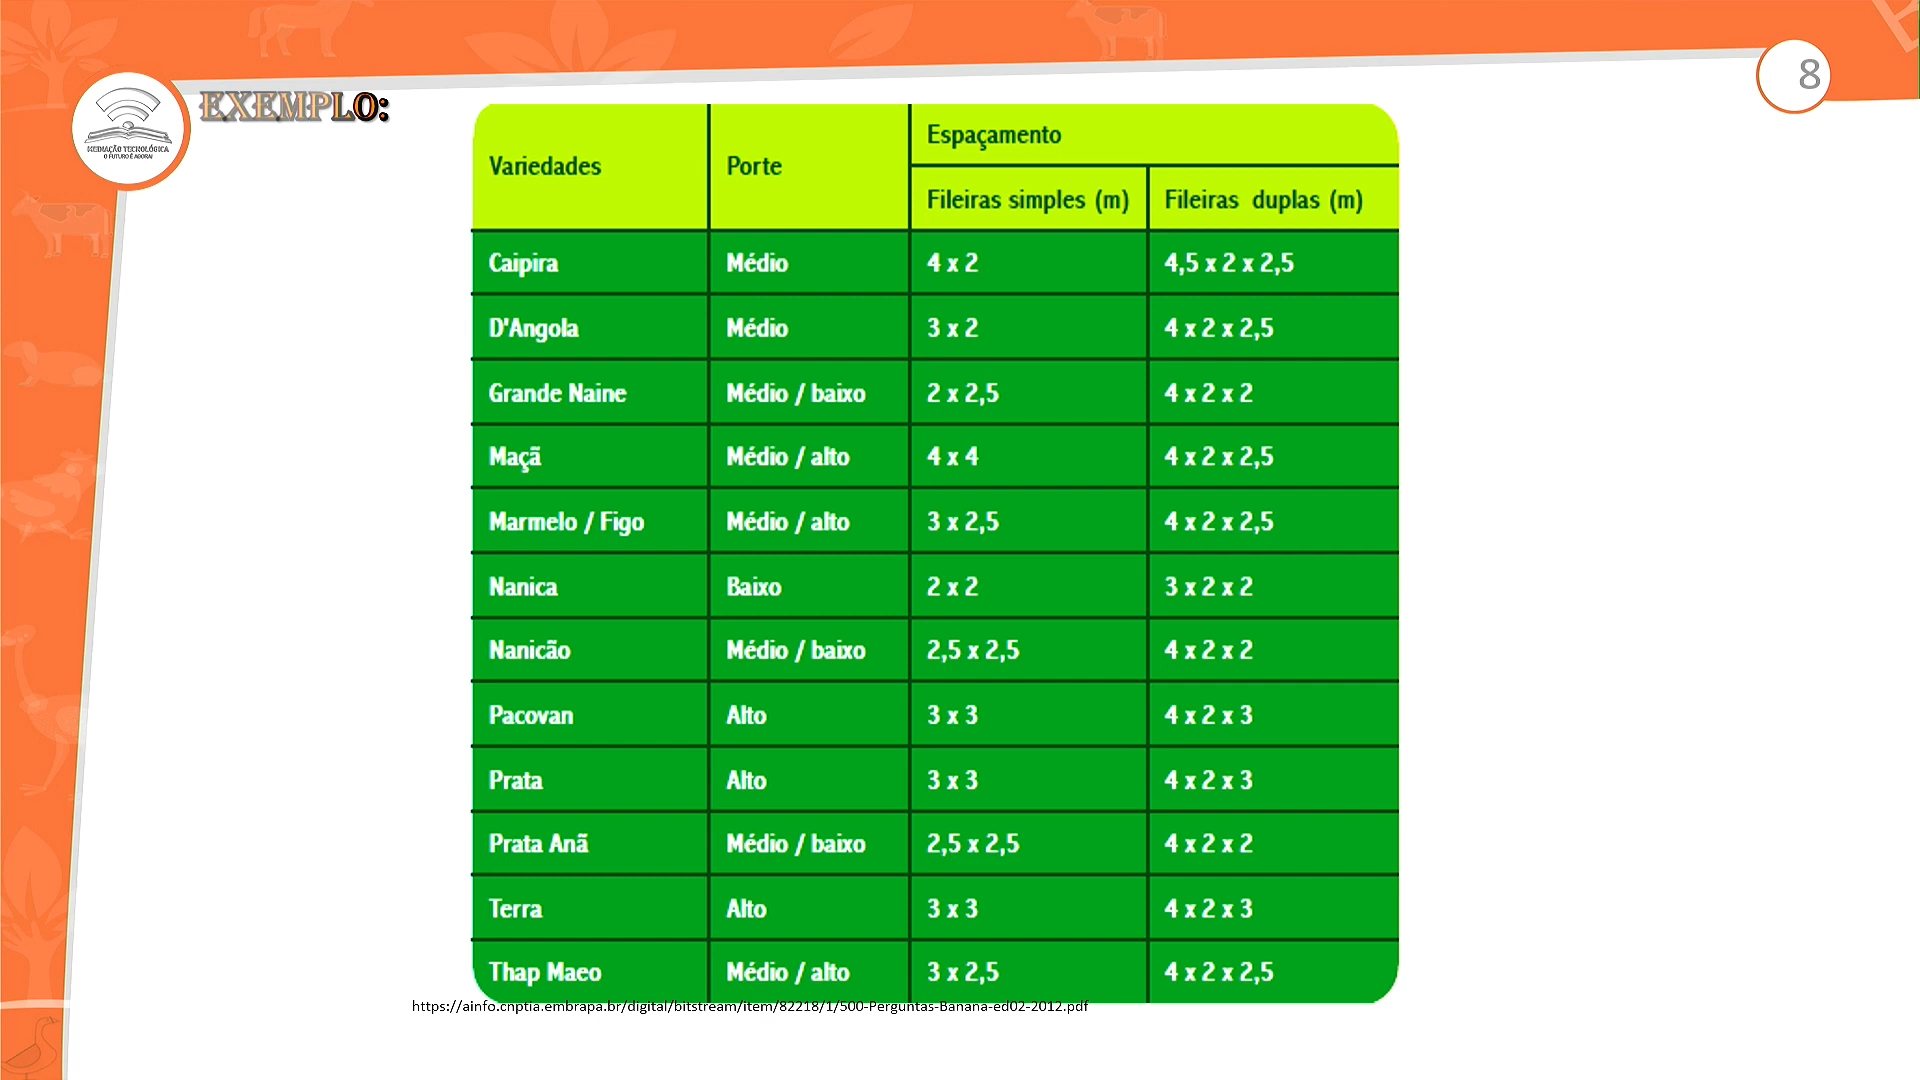 8
EXEMPLO:
MEDIAÇÃO TECNOLÓGICA
O FUTURO É AGORA!
Variedades Porte Espaçamento
Fileiras simples (m) Fileiras duplas (m)
Caipira Médio 4 x 2 4,5 x 2 x 2,5
D'Angola Médio 3 x 2 4 x 2 x 2,5
Grande Naine Médio / baixo 2 x 2,5 4 x 2 x 2
Maçã Médio / alto 4 x 4 4 x 2 x 2,5
Marmelo / Figo Médio / alto 3 x 2,5 4 x 2 x 2,5
Nanica Baixo 2 x 2 3 x 2 x 2
Nanicão Médio / baixo 2,5 x 2,5 4 x 2 x 2
Pacovan Alto 3 x 3 4 x 2 x 3
Prata Alto 3 x 3 4 x 2 x 3
Prata Anã Médio / baixo 2,5 x 2,5 4 x 2 x 2
Terra Alto 3 x 3 4 x 2 x 3
Thap Maeo Médio / alto 3 x 2,5 4 x 2 x 2,5
https://ainfo.cnptia.embrapa.br/digital/bitstream/item/82218/1/500-Perguntas-Banana-ed02-2012.pdf